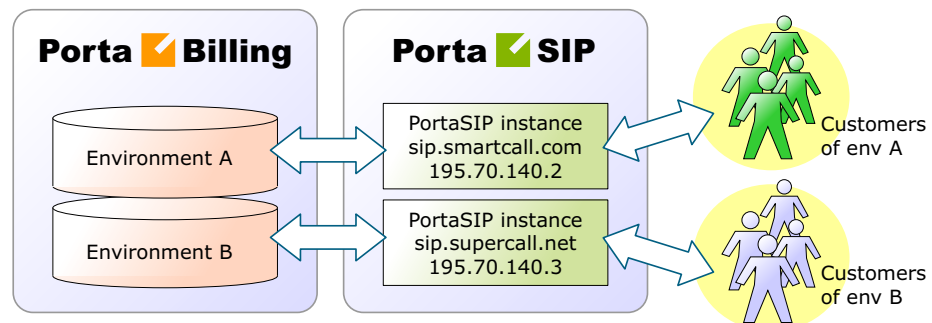 Porta Billing
Porta SIP
Environment A
PortaSIP instance
sip.smartcall.com
195.70.140.2
Customers
of env A
Environment B
PortaSIP instance
sip.supercall.net
195.70.140.3
Customers
of env B